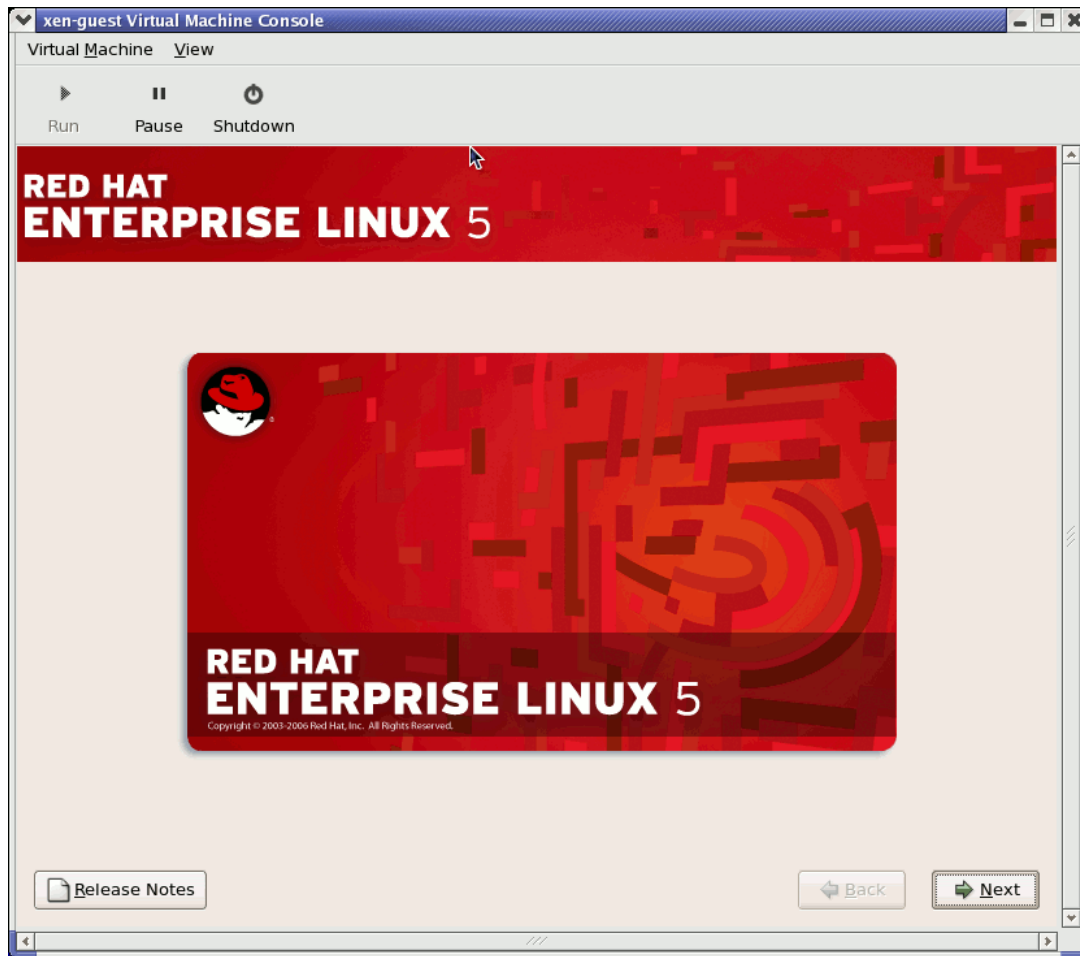 xen-guest Virtual Machine Console
Virtual Machine View
Run Pause Shutdown
RED HAT
ENTERPRISE LINUX 5
RED HAT
ENTERPRISE LINUX 5
Copyright © 2003-2006 Red Hat, Inc. All Rights Reserved.
Release Notes Back Next